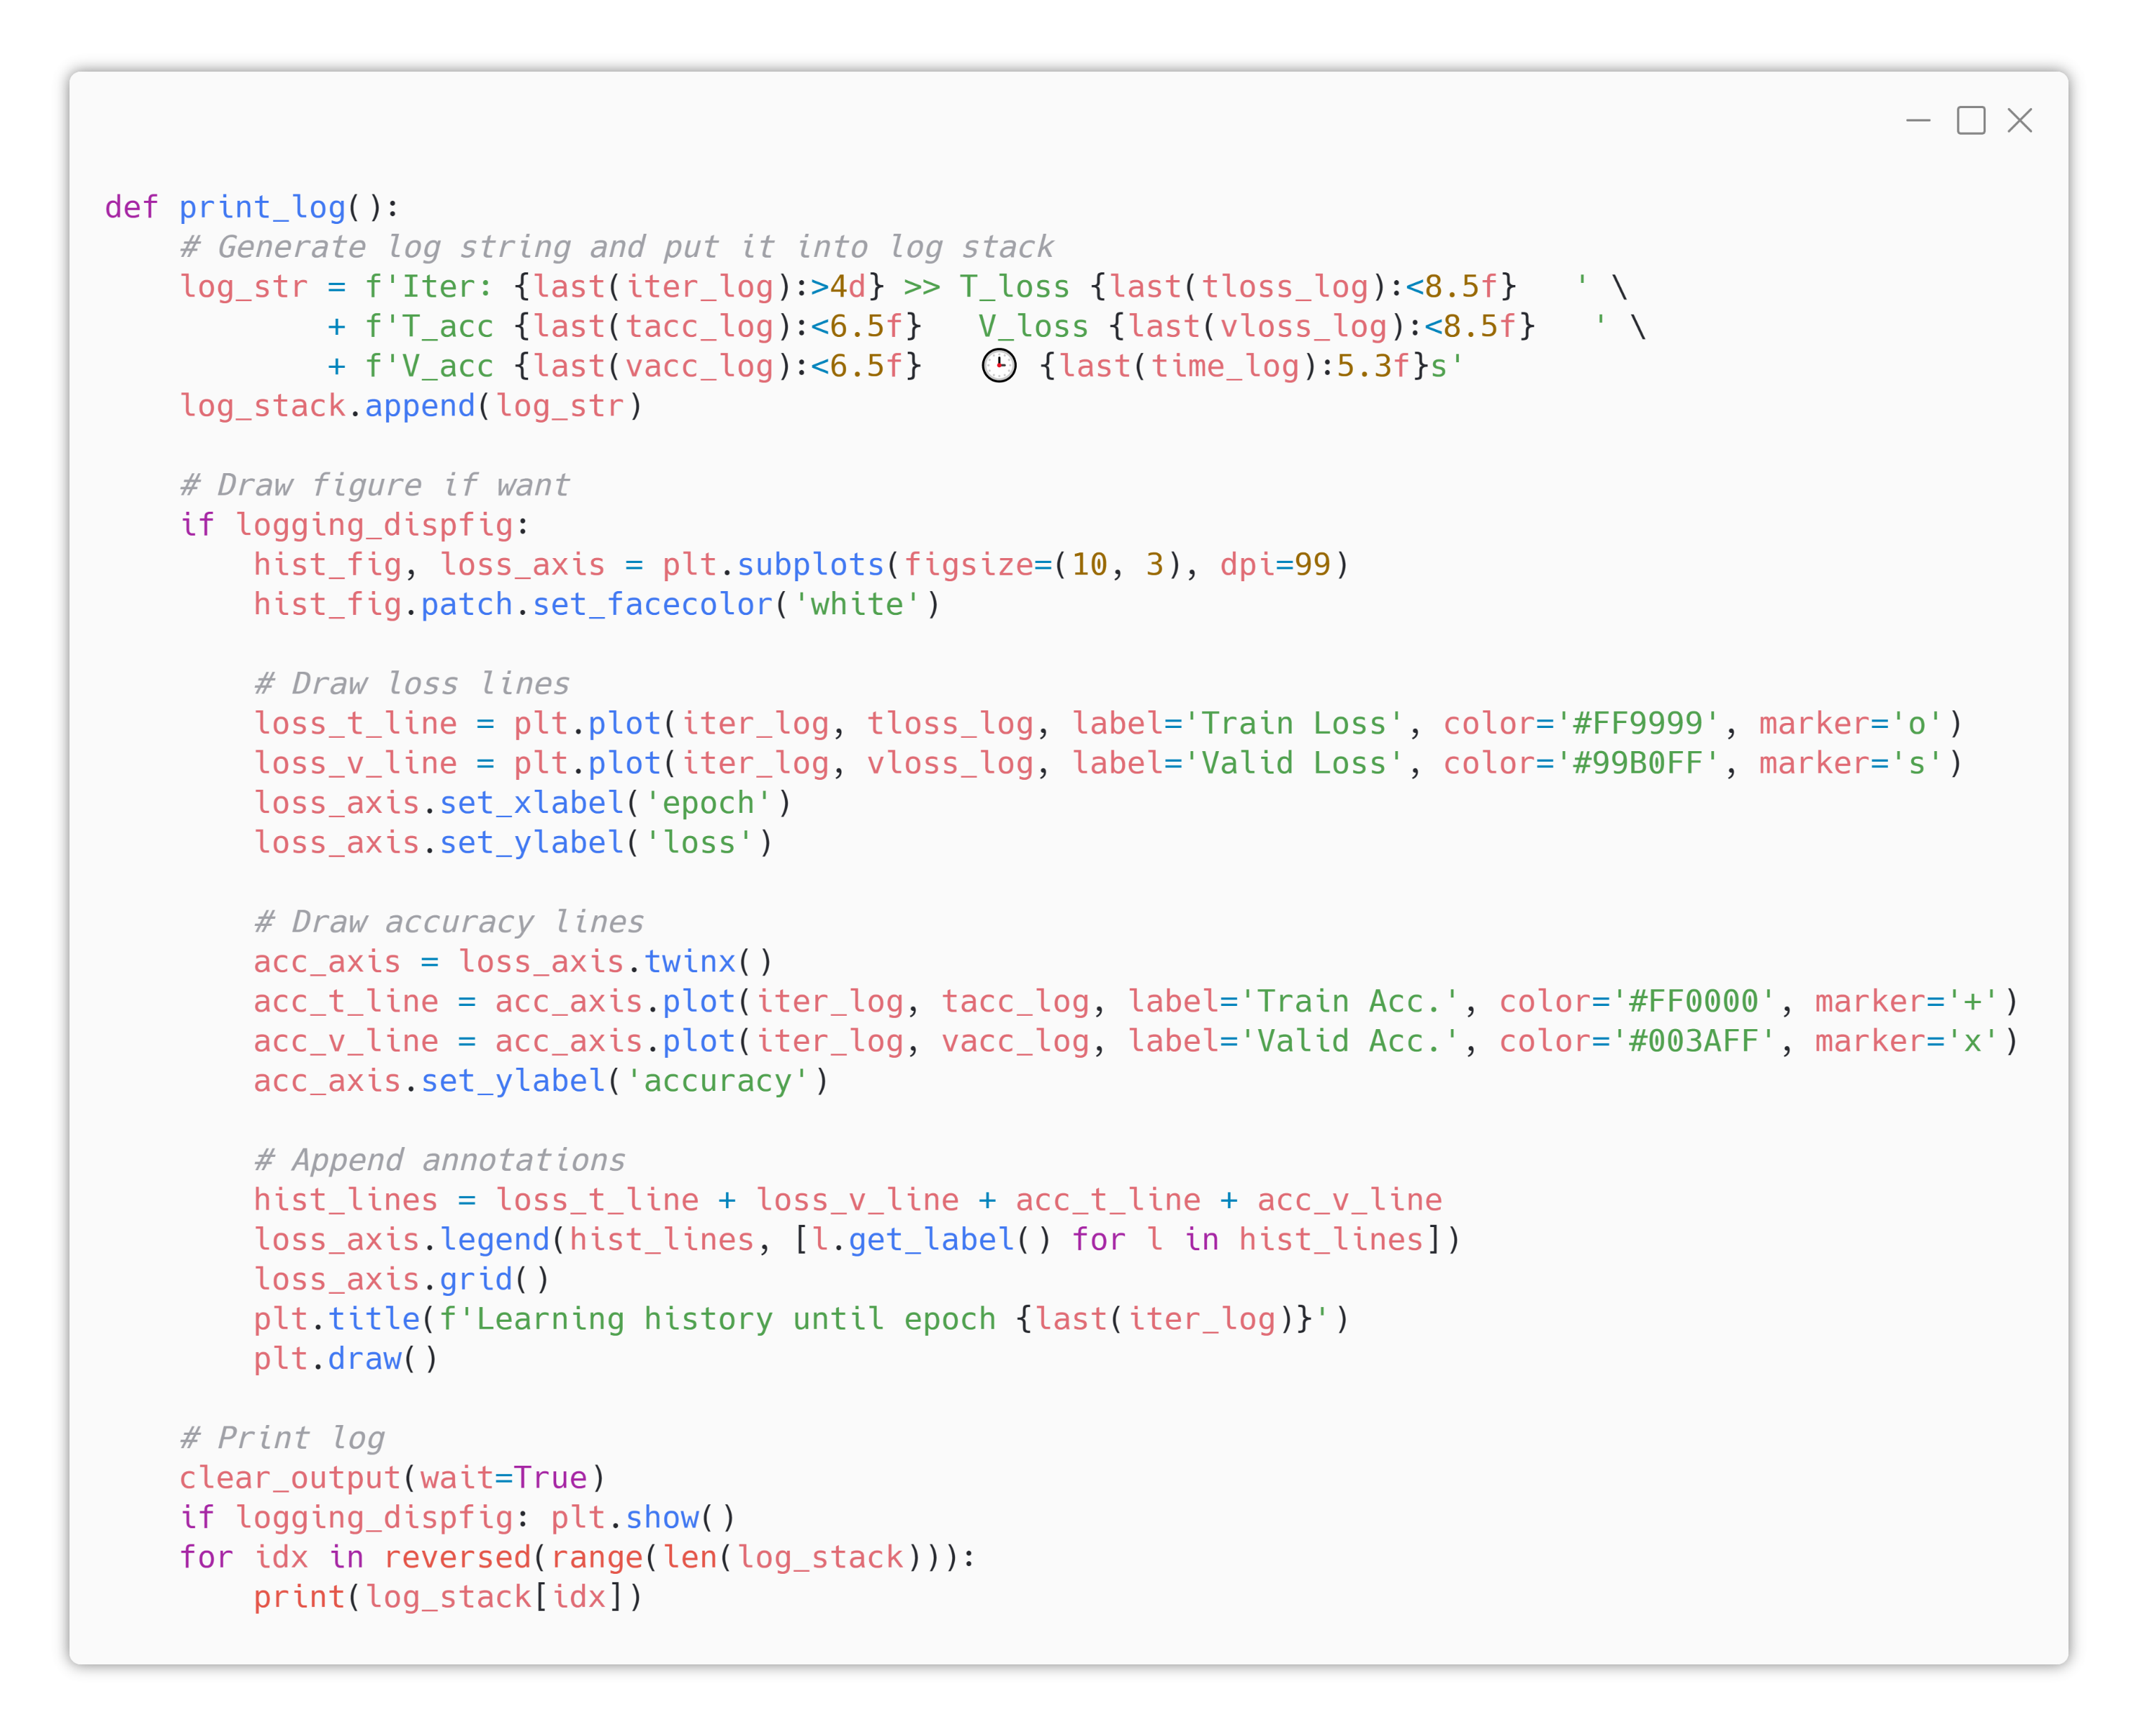 def print_log():
    # Generate log string and put it into log stack
    log_str = f'Iter: {last(iter_log):>4d} >> T_loss {last(tloss_log):<8.5f}   ' \
            + f'T_acc {last(tacc_log):<6.5f}   V_loss {last(vloss_log):<8.5f}   ' \
            + f'V_acc {last(vacc_log):<6.5f}   🕒 {last(time_log):5.3f}s'
    log_stack.append(log_str)

    # Draw figure if want
    if logging_dispfig:
        hist_fig, loss_axis = plt.subplots(figsize=(10, 3), dpi=99)
        hist_fig.patch.set_facecolor('white')

        # Draw loss lines
        loss_t_line = plt.plot(iter_log, tloss_log, label='Train Loss', color='#FF9999', marker='o')
        loss_v_line = plt.plot(iter_log, vloss_log, label='Valid Loss', color='#99B0FF', marker='s')
        loss_axis.set_xlabel('epoch')
        loss_axis.set_ylabel('loss')

        # Draw accuracy lines
        acc_axis = loss_axis.twinx()
        acc_t_line = acc_axis.plot(iter_log, tacc_log, label='Train Acc.', color='#FF0000', marker='+')
        acc_v_line = acc_axis.plot(iter_log, vacc_log, label='Valid Acc.', color='#003AFF', marker='x')
        acc_axis.set_ylabel('accuracy')

        # Append annotations
        hist_lines = loss_t_line + loss_v_line + acc_t_line + acc_v_line
        loss_axis.legend(hist_lines, [l.get_label() for l in hist_lines])
        loss_axis.grid()
        plt.title(f'Learning history until epoch {last(iter_log)}')
        plt.draw()

    # Print log
    clear_output(wait=True)
    if logging_dispfig: plt.show()
    for idx in reversed(range(len(log_stack))):
        print(log_stack[idx])